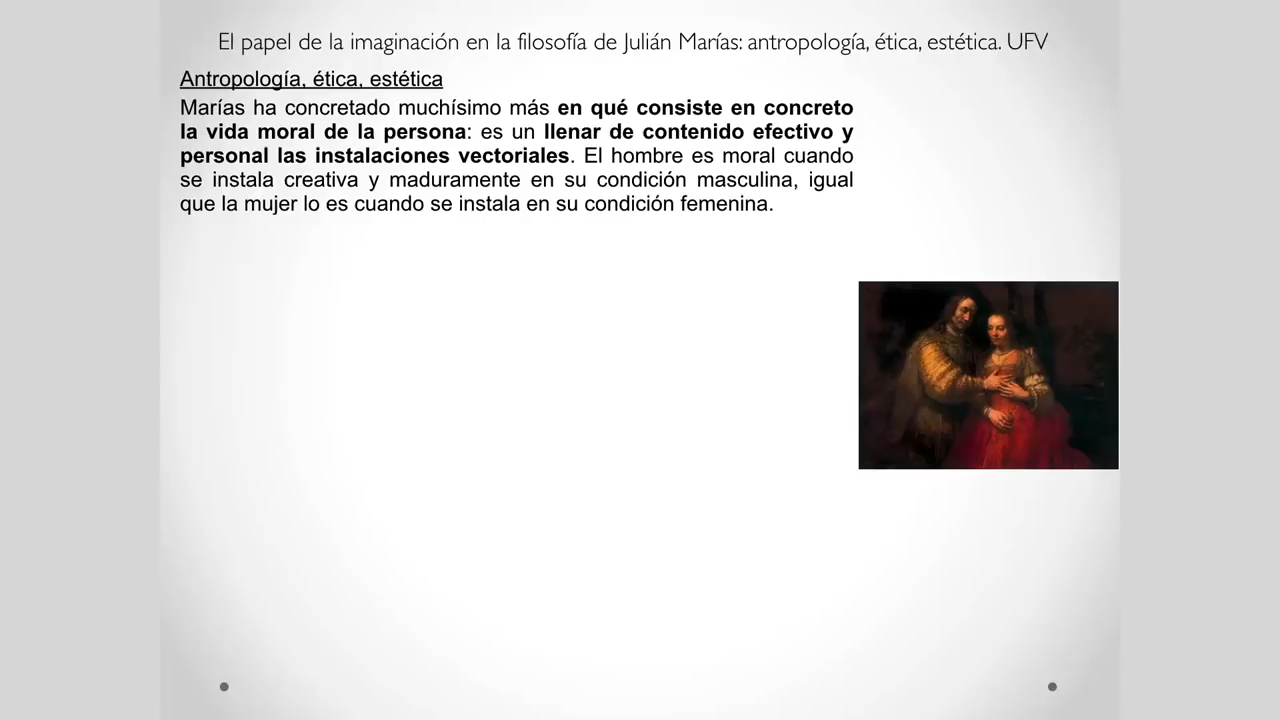 El papel de la imaginación en la filosofía de Julián Marías: antropología, ética, estética. UFV
Antropología, ética, estética
Marías ha concretado muchísimo más en qué consiste en concreto
la vida moral de la persona: es un llenar de contenido efectivo y
personal las instalaciones vectoriales. El hombre es moral cuando
se instala creativa y maduramente en su condición masculina, igual
que la mujer lo es cuando se instala en su condición femenina.